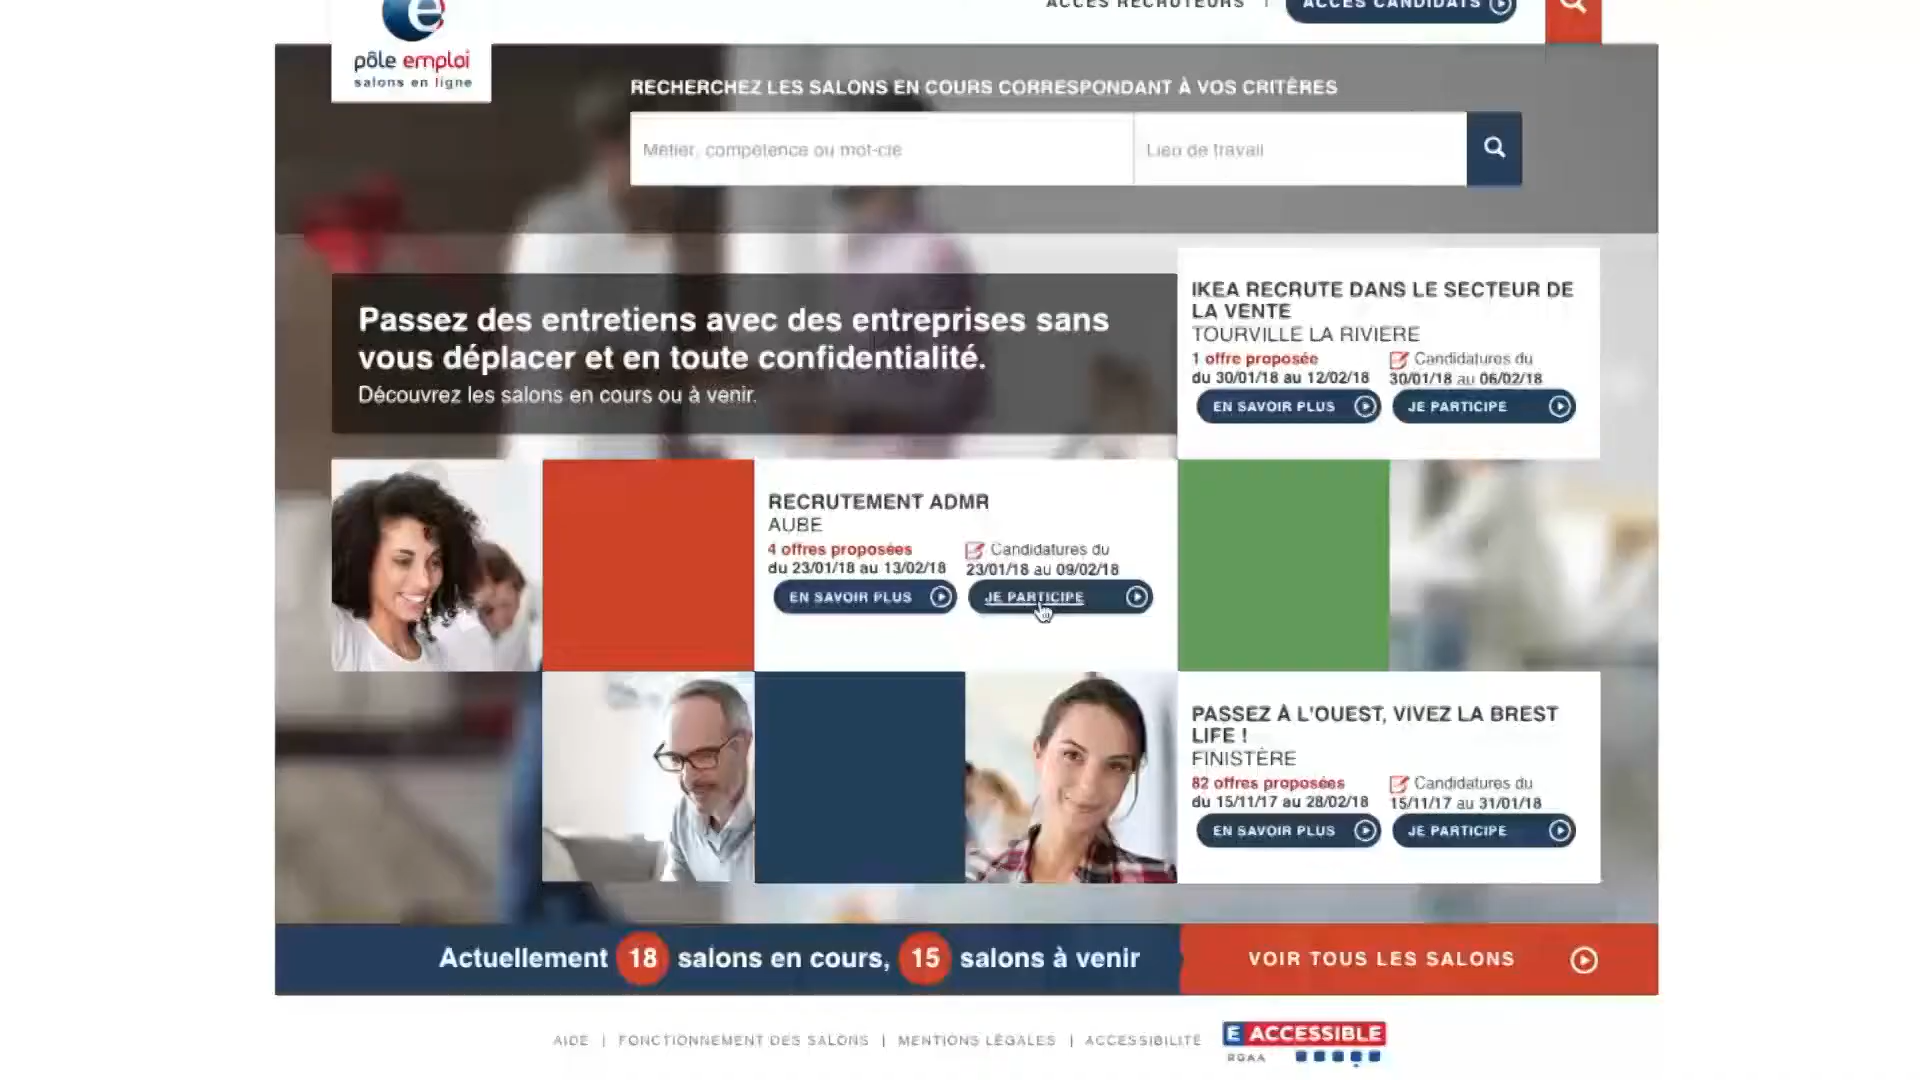 ACCÈS RECRUTEURS | ACCÈS CANDIDATS
pôle emploi
salons en ligne
RECHERCHEZ LES SALONS EN COURS CORRESPONDANT À VOS CRITÈRES
Métier, compétence ou mot-clé
Lieu de travail
Passez des entretiens avec des entreprises sans
vous déplacer et en toute confidentialité.
Découvrez les salons en cours ou à venir.
IKEA RECRUTE DANS LE SECTEUR DE
LA VENTE
TOURVILLE LA RIVIERE
1 offre proposée
du 30/01/18 au 12/02/18
Candidatures du
30/01/18 au 06/02/18
EN SAVOIR PLUS
JE PARTICIPE
RECRUTEMENT ADMR
AUBE
4 offres proposées
du 23/01/18 au 13/02/18
Candidatures du
23/01/18 au 09/02/18
EN SAVOIR PLUS
JE PARTICIPE
PASSEZ À L'OUEST, VIVEZ LA BREST
LIFE !
FINISTÈRE
82 offres proposées
du 15/11/17 au 28/02/18
Candidatures du
15/11/17 au 31/01/18
EN SAVOIR PLUS
JE PARTICIPE
Actuellement 18 salons en cours, 15 salons à venir
VOIR TOUS LES SALONS
AIDE | FONCTIONNEMENT DES SALONS | MENTIONS LÉGALES | ACCESSIBILITÉ
E ACCESSIBLE
RGAA